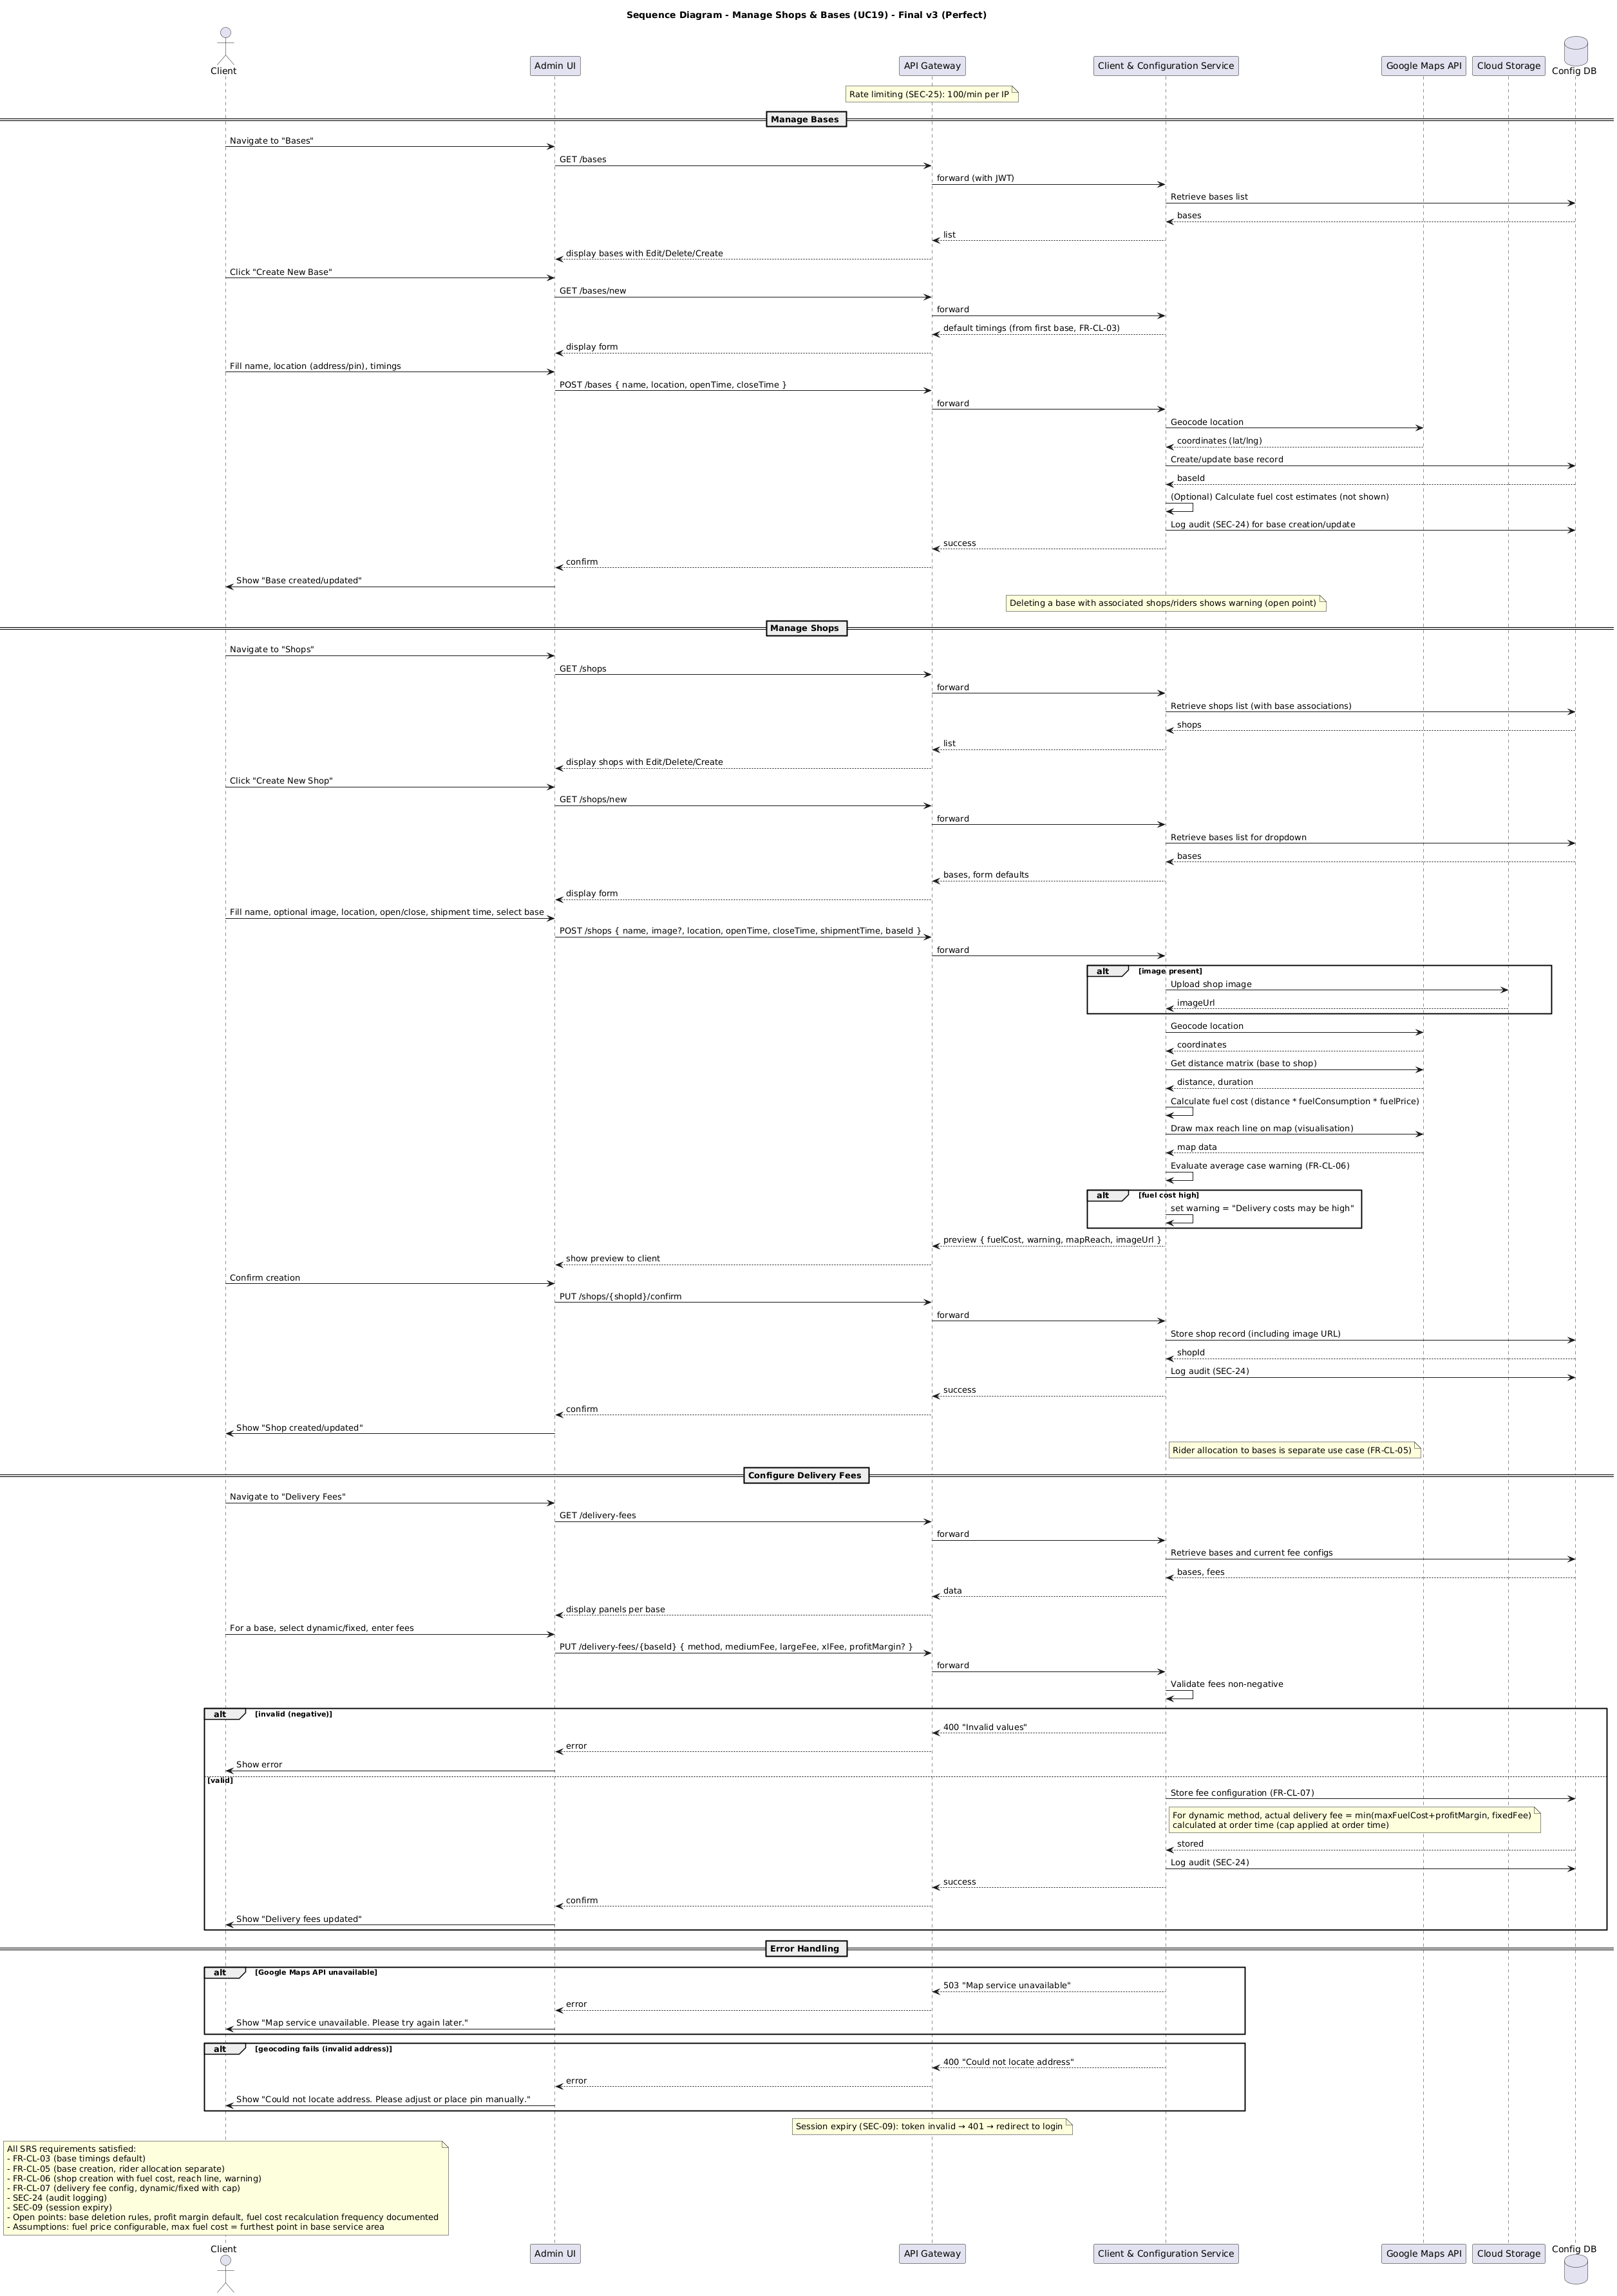 Sequence Diagram - Manage Shops & Bases (UC19) - Final v3 (Perfect)
Client
Admin UI
API Gateway
Client & Configuration Service
Google Maps API
Cloud Storage
Config DB
Rate limiting (SEC-25): 100/min per IP
Manage Bases
Navigate to "Bases"
GET /bases
forward (with JWT)
Retrieve bases list
bases
list
display bases with Edit/Delete/Create
Click "Create New Base"
GET /bases/new
forward
default timings (from first base, FR-CL-03)
display form
Fill name, location (address/pin), timings
POST /bases { name, location, openTime, closeTime }
forward
Geocode location
coordinates (lat/lng)
Create/update base record
baseId
(Optional) Calculate fuel cost estimates (not shown)
Log audit (SEC-24) for base creation/update
success
confirm
Show "Base created/updated"
Deleting a base with associated shops/riders shows warning (open point)
Manage Shops
Navigate to "Shops"
GET /shops
forward
Retrieve shops list (with base associations)
shops
list
display shops with Edit/Delete/Create
Click "Create New Shop"
GET /shops/new
forward
Retrieve bases list for dropdown
bases
bases, form defaults
display form
Fill name, optional image, location, open/close, shipment time, select base
POST /shops { name, image?, location, openTime, closeTime, shipmentTime, baseId }
forward
alt [image present]
Upload shop image
imageUrl
Geocode location
coordinates
Get distance matrix (base to shop)
distance, duration
Calculate fuel cost (distance * fuelConsumption * fuelPrice)
Draw max reach line on map (visualisation)
map data
Evaluate average case warning (FR-CL-06)
alt [fuel cost high]
set warning = "Delivery costs may be high"
preview { fuelCost, warning, mapReach, imageUrl }
show preview to client
Confirm creation
PUT /shops/{shopId}/confirm
forward
Store shop record (including image URL)
shopId
Log audit (SEC-24)
success
confirm
Show "Shop created/updated"
Rider allocation to bases is separate use case (FR-CL-05)
Configure Delivery Fees
Navigate to "Delivery Fees"
GET /delivery-fees
forward
Retrieve bases and current fee configs
bases, fees
data
display panels per base
For a base, select dynamic/fixed, enter fees
PUT /delivery-fees/{baseId} { method, mediumFee, largeFee, xlFee, profitMargin? }
forward
Validate fees non-negative
alt [invalid (negative)]
400 "Invalid values"
error
Show error
[valid]
Store fee configuration (FR-CL-07)
For dynamic method, actual delivery fee = min(maxFuelCost+profitMargin, fixedFee)
calculated at order time (cap applied at order time)
stored
Log audit (SEC-24)
success
confirm
Show "Delivery fees updated"
Error Handling
alt [Google Maps API unavailable]
503 "Map service unavailable"
error
Show "Map service unavailable. Please try again later."
alt [geocoding fails (invalid address)]
400 "Could not locate address"
error
Show "Could not locate address. Please adjust or place pin manually."
Session expiry (SEC-09): token invalid → 401 → redirect to login
All SRS requirements satisfied:
- FR-CL-03 (base timings default)
- FR-CL-05 (base creation, rider allocation separate)
- FR-CL-06 (shop creation with fuel cost, reach line, warning)
- FR-CL-07 (delivery fee config, dynamic/fixed with cap)
- SEC-24 (audit logging)
- SEC-09 (session expiry)
- Open points: base deletion rules, profit margin default, fuel cost recalculation frequency documented
- Assumptions: fuel price configurable, max fuel cost = furthest point in base service area
Client
Admin UI
API Gateway
Client & Configuration Service
Google Maps API
Cloud Storage
Config DB